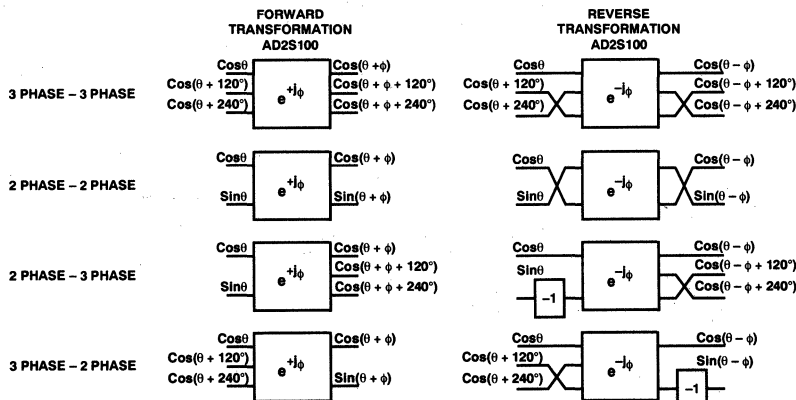 FORWARD
TRANSFORMATION
AD2S100
REVERSE
TRANSFORMATION
AD2S100
3 PHASE – 3 PHASE
Cosθ
Cos(θ + 120°)
Cos(θ + 240°)
e+jφ
Cos(θ +φ)
Cos(θ + φ + 120°)
Cos(θ + φ + 240°)
Cosθ
Cos(θ + 120°)
Cos(θ + 240°)
e–jφ
Cos(θ – φ)
Cos(θ – φ + 120°)
Cos(θ – φ + 240°)
2 PHASE – 2 PHASE
Cosθ
Sinθ
e+jφ
Cos(θ + φ)
Sin(θ + φ)
Cosθ
Sinθ
e–jφ
Cos(θ – φ)
Sin(θ – φ)
2 PHASE – 3 PHASE
Cosθ
Sinθ
e+jφ
Cos(θ + φ)
Cos(θ + φ + 120°)
Cos(θ + φ + 240°)
Cosθ
Sinθ
–1
e–jφ
Cos(θ – φ)
Cos(θ – φ + 120°)
Cos(θ – φ + 240°)
3 PHASE – 2 PHASE
Cosθ
Cos(θ + 120°)
Cos(θ + 240°)
e+jφ
Cos(θ + φ)
Sin(θ + φ)
Cosθ
Cos(θ + 120°)
Cos(θ + 240°)
e–jφ
Cos(θ – φ)
Sin(θ – φ)
–1